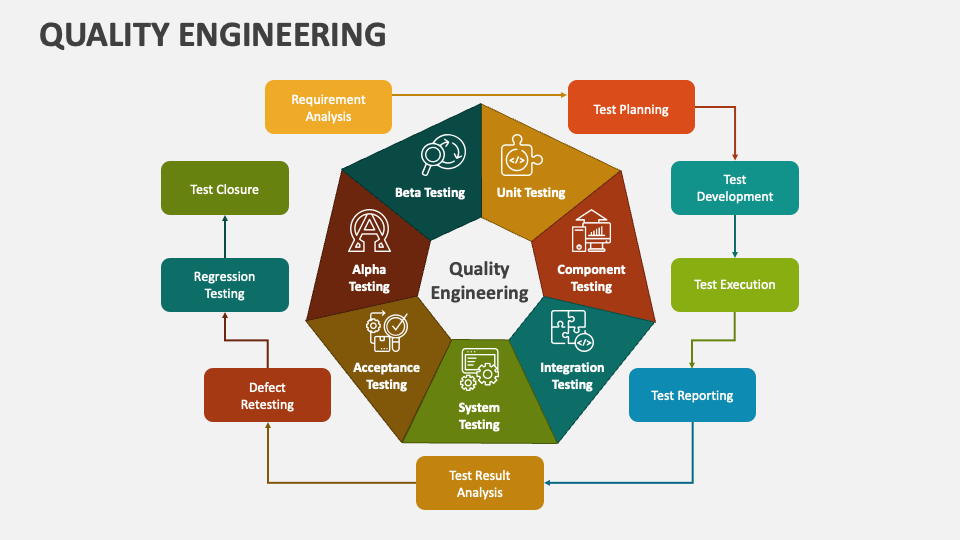 QUALITY ENGINEERING
Requirement
Analysis
Test Planning
Test
Development
Test Execution
Test Reporting
Test Result
Analysis
Defect
Retesting
Regression
Testing
Test Closure
Beta Testing
Unit Testing
Component
Testing
Integration
Testing
System
Testing
Acceptance
Testing
Alpha
Testing
Quality
Engineering